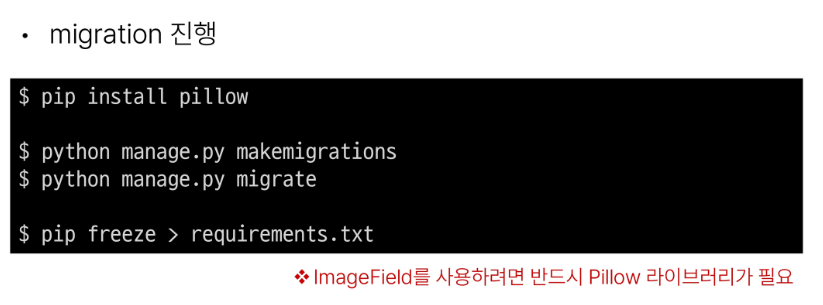 • migration 진행
$ pip install pillow
$ python manage.py makemigrations
$ python manage.py migrate
$ pip freeze > requirements.txt
❖ ImageField를 사용하려면 반드시 Pillow 라이브러리가 필요